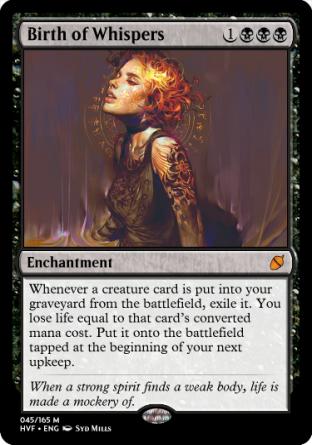 Birth of Whispers 1
Enchantment
Whenever a creature card is put into your
graveyard from the battlefield, exile it. You
lose life equal to that card's converted
mana cost. Put it onto the battlefield
tapped at the beginning of your next
upkeep.
When a strong spirit finds a weak body, life is
made a mockery of.
045/165 M
HVF • ENG Syd Mills